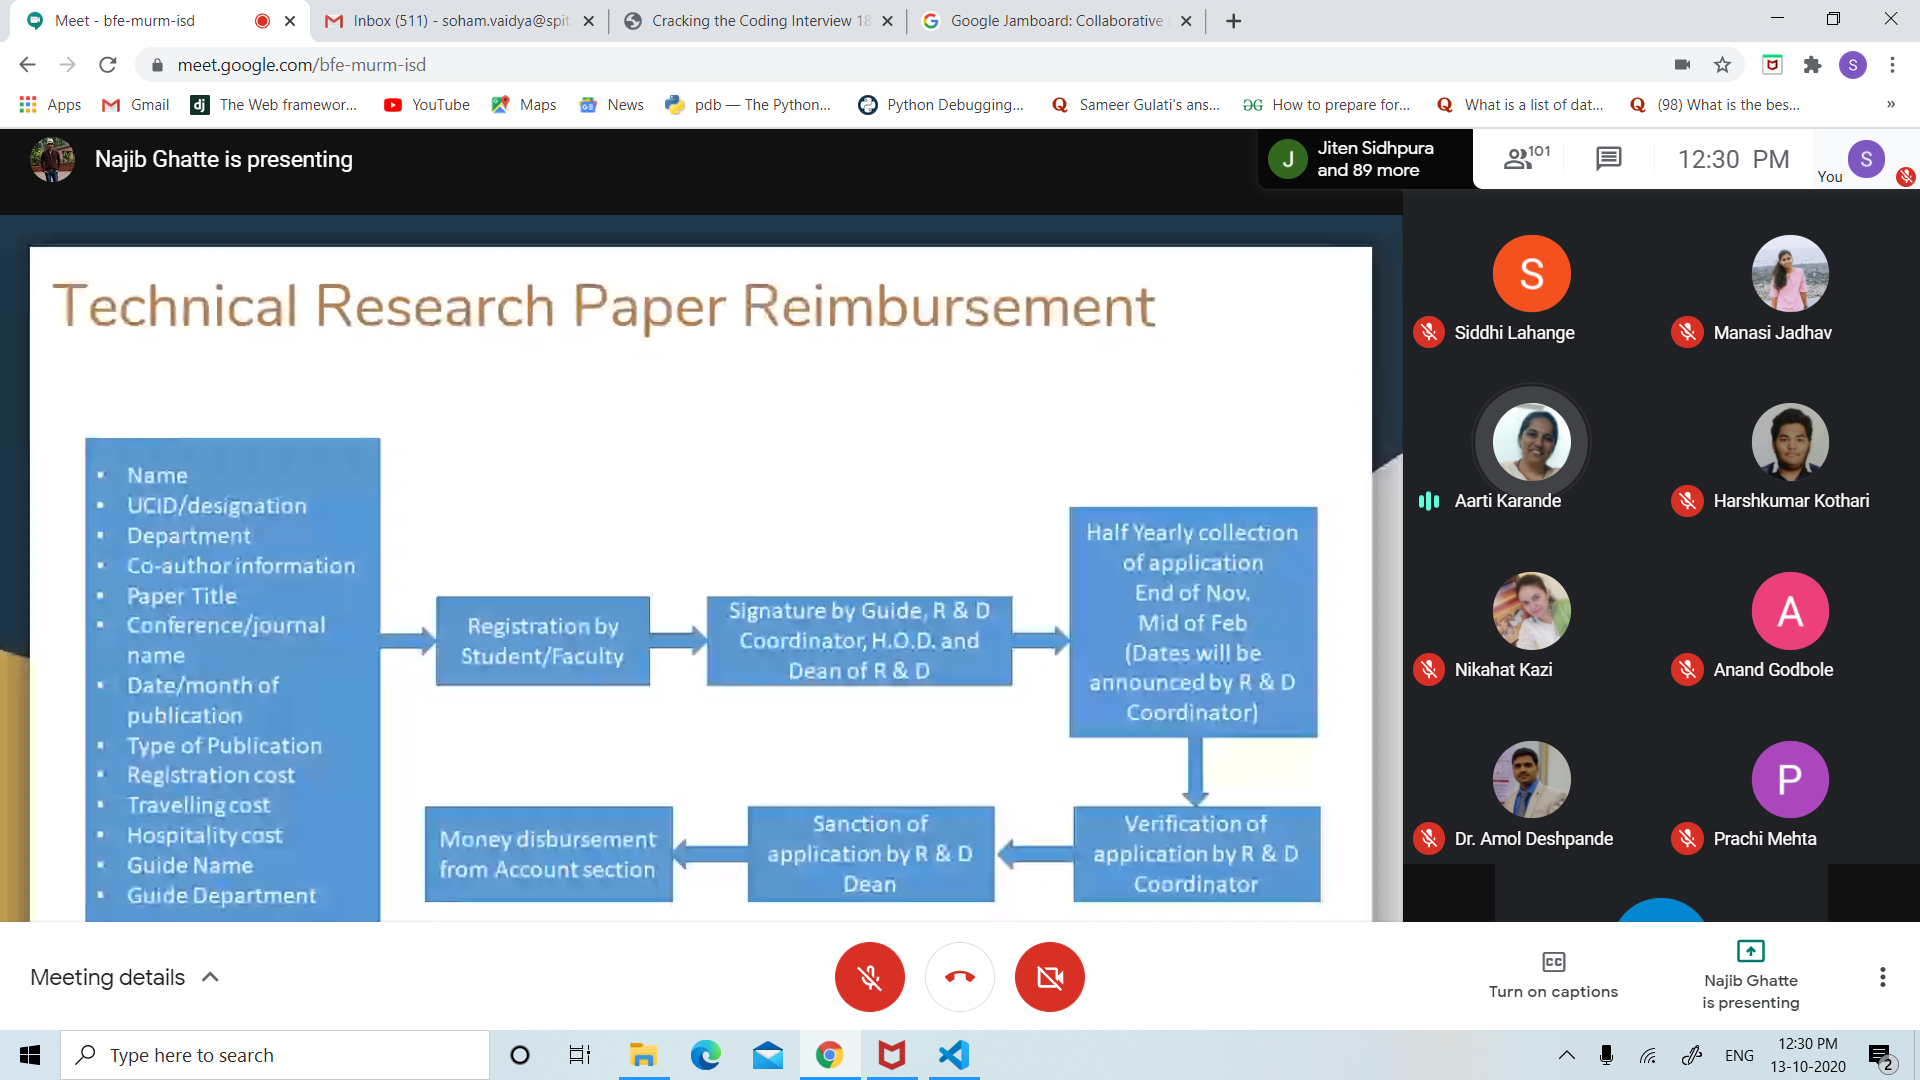 Meet - bfe-murm-isd
Inbox (511) - soham.vaidya@spit
Cracking the Coding Interview 18
Google Jamboard: Collaborative
meet.google.com/bfe-murm-isd
S
Apps
Gmail
dj The Web framewor...
YouTube
Maps
News
pdb — The Python...
Python Debugging...
Sameer Gulati's ans...
How to prepare for...
What is a list of dat...
(98) What is the bes...
»
Najib Ghatte is presenting
J
Jiten Sidhpura
and 89 more
101
12:30 PM
You
S
Technical Research Paper Reimbursement
• Name
• UCID/designation
• Department
• Co-author information
• Paper Title
• Conference/journal
name
• Date/month of
publication
• Type of Publication
• Registration cost
• Travelling cost
• Hospitality cost
• Guide Name
• Guide Department
Registration by
Student/Faculty
Signature by Guide, R & D
Coordinator, H.O.D. and
Dean of R & D
Half Yearly collection
of application
End of Nov.
Mid of Feb
(Dates will be
announced by R & D
Coordinator)
Verification of
application by R & D
Coordinator
Sanction of
application by R & D
Dean
Money disbursement
from Account section
S
Siddhi Lahange
Manasi Jadhav
Aarti Karande
Harshkumar Kothari
Nikahat Kazi
A
Anand Godbole
Dr. Amol Deshpande
P
Prachi Mehta
Meeting details
CC
Turn on captions
Najib Ghatte
is presenting
Type here to search
ENG
12:30 PM
13-10-2020
2